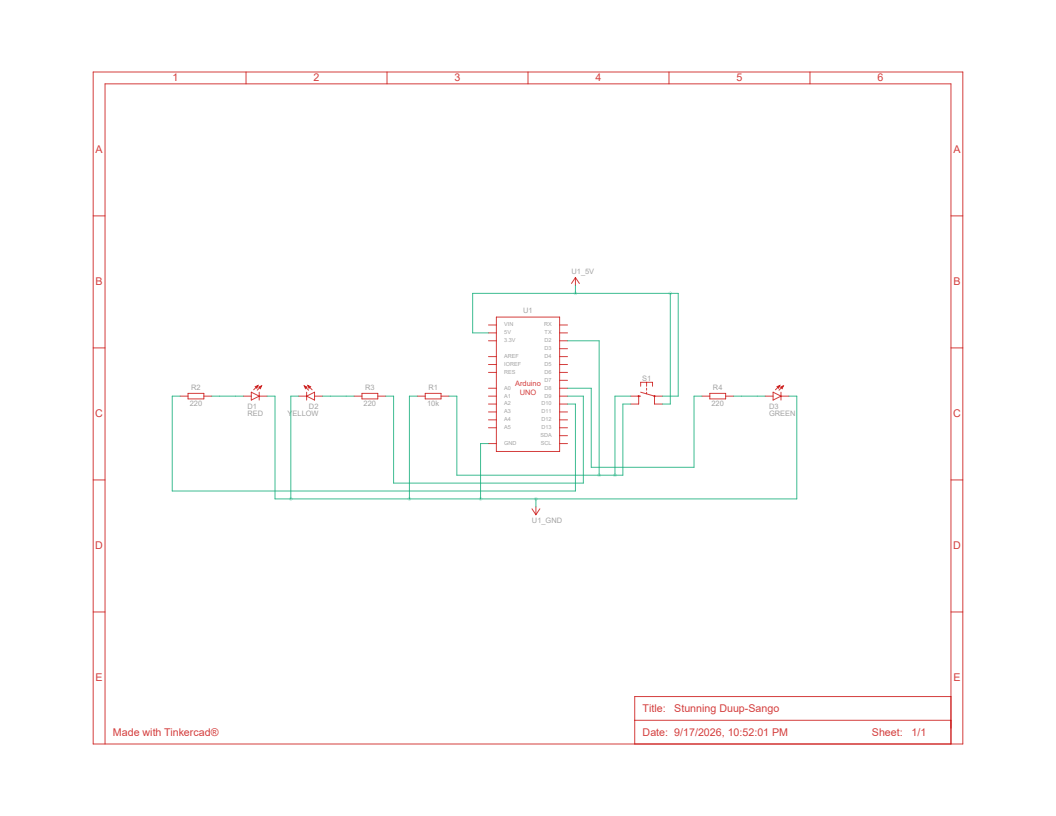 1 2 3 4 5 6
A A
B B
U1_5V
U1
VIN RX
5V TX
3.3V D2
D3
AREF D4
IOREF D5
RES D6
D7
Arduino
UNO
A0 D8
A1 D9
A2 D10
A3 D11
A4 D12
A5 D13
SDA
GND SCL
S1
R2 R3 R1 R4
220 220 10k 220
D1 D2 D3
RED YELLOW GREEN
C C
U1_GND
D D
E E
Title: Stunning Duup-Sango
Made with Tinkercad®
Date: 9/17/2026, 10:52:01 PM Sheet: 1/1